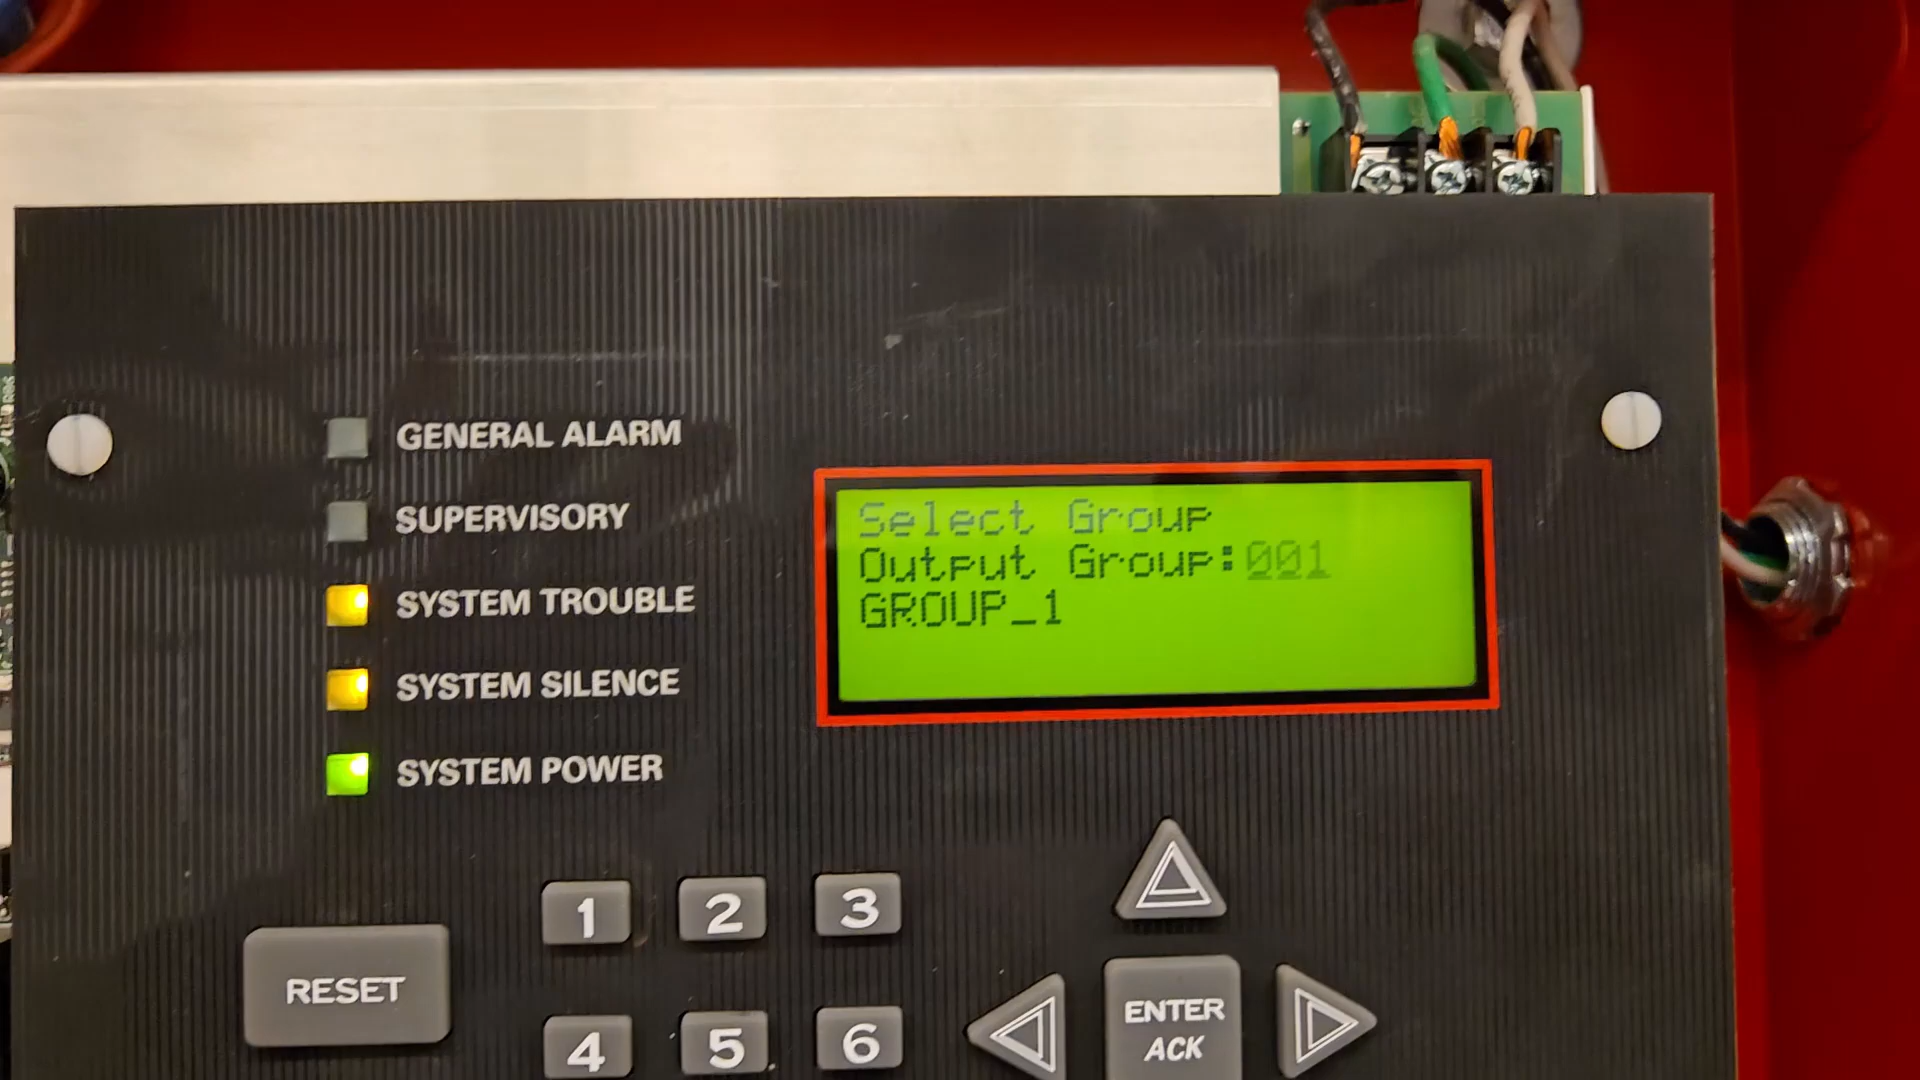 GENERAL ALARM
SUPERVISORY
SYSTEM TROUBLE
SYSTEM SILENCE
SYSTEM POWER
Select Group
Output Group:001
GROUP_1
1 2 3
RESET
4 5 6
ENTER
ACK